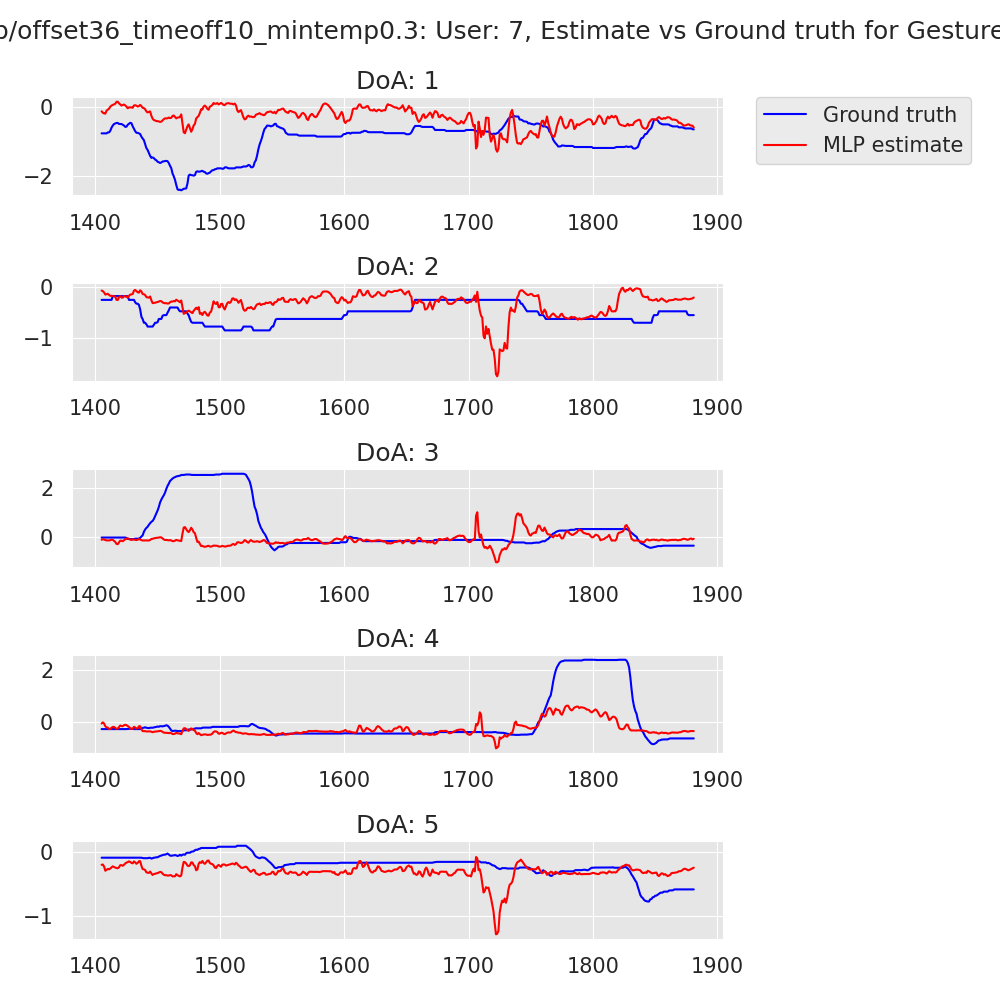 o/offset36_timeoff10_mintemp0.3: User: 7, Estimate vs Ground truth for Gesture
DoA: 1
0
−2
1400 1500 1600 1700 1800 1900
Ground truth
MLP estimate
DoA: 2
0
−1
1400 1500 1600 1700 1800 1900
DoA: 3
2
0
1400 1500 1600 1700 1800 1900
DoA: 4
2
0
1400 1500 1600 1700 1800 1900
DoA: 5
0
−1
1400 1500 1600 1700 1800 1900